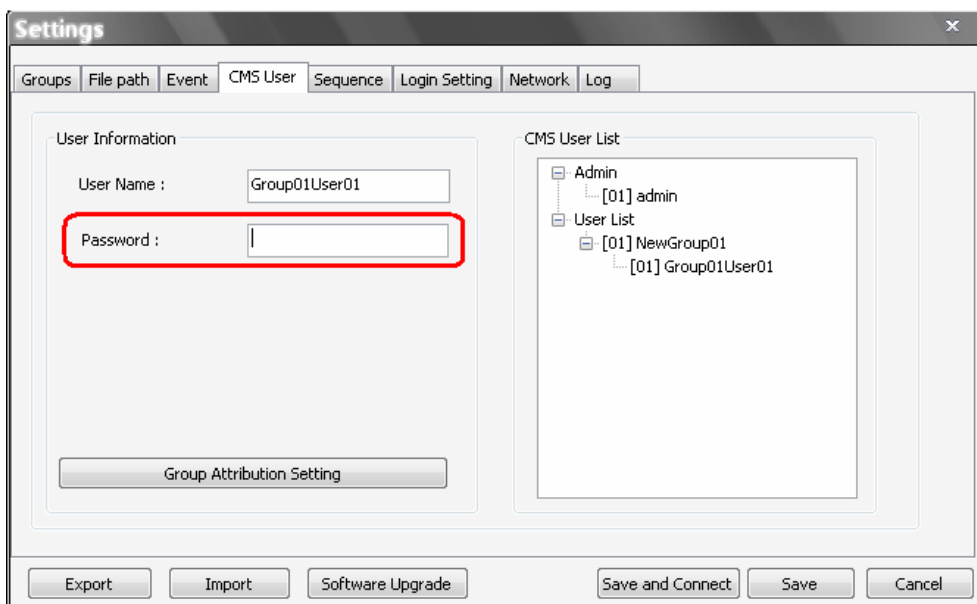 Settings
Groups File path Event CMS User Sequence Login Setting Network Log
User Information
User Name : Group01User01
Password :
Group Attribution Setting
CMS User List
Admin
[01] admin
User List
[01] NewGroup01
[01] Group01User01
Export Import Software Upgrade Save and Connect Save Cancel